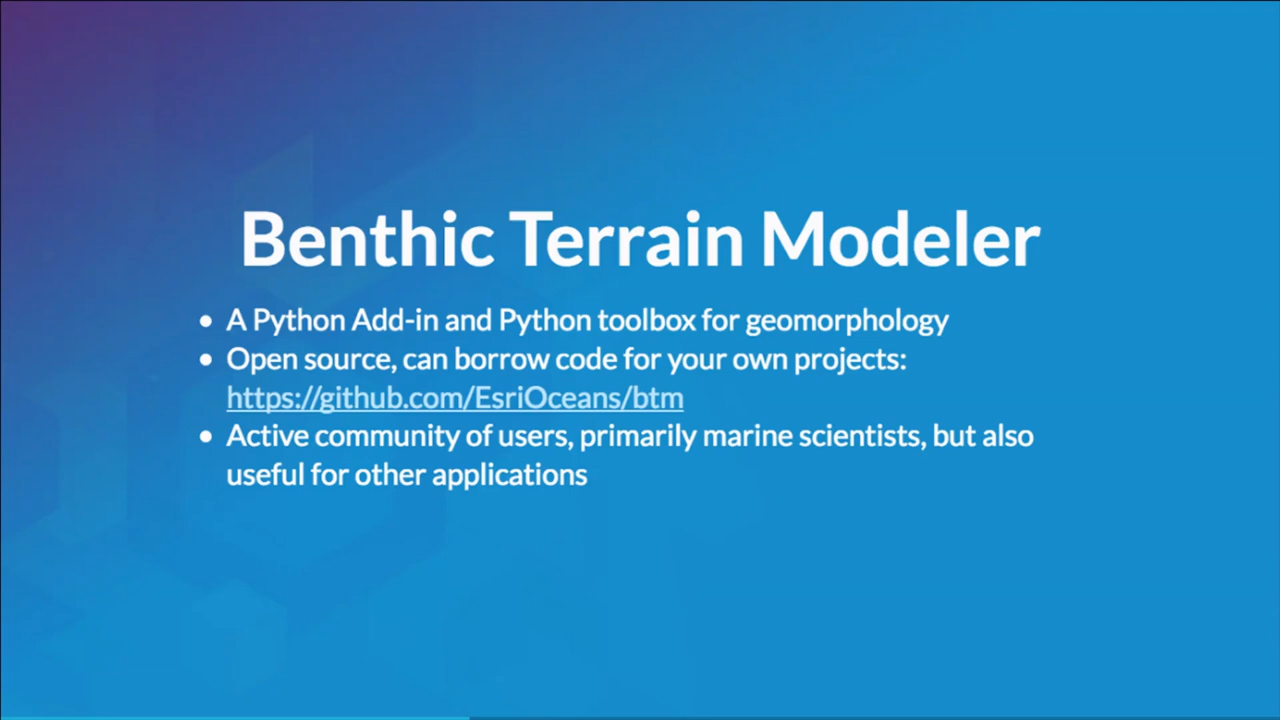 Benthic Terrain Modeler
• A Python Add-in and Python toolbox for geomorphology
• Open source, can borrow code for your own projects:
https://github.com/EsriOceans/btm
• Active community of users, primarily marine scientists, but also
useful for other applications